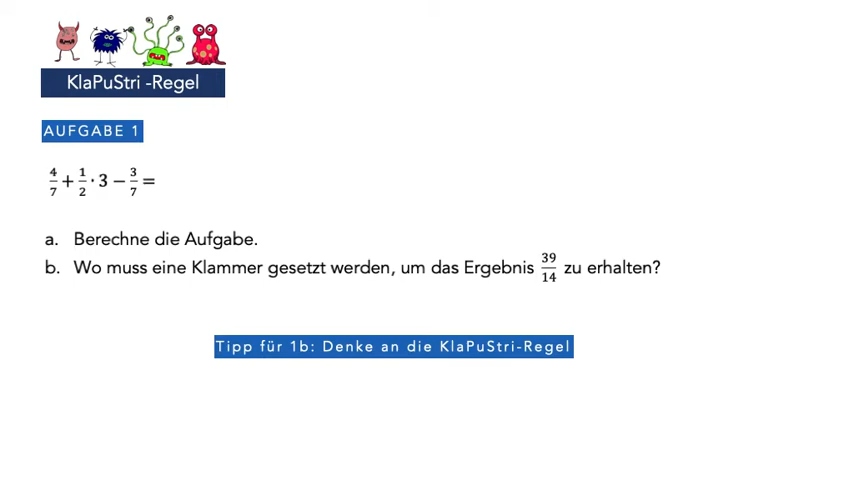 KlaPuStri -Regel
AUFGABE 1
4/7 + 1/2 · 3 − 3/7 =
a. Berechne die Aufgabe.
b. Wo muss eine Klammer gesetzt werden, um das Ergebnis 39/14 zu erhalten?
Tipp für 1b: Denke an die KlaPuStri-Regel